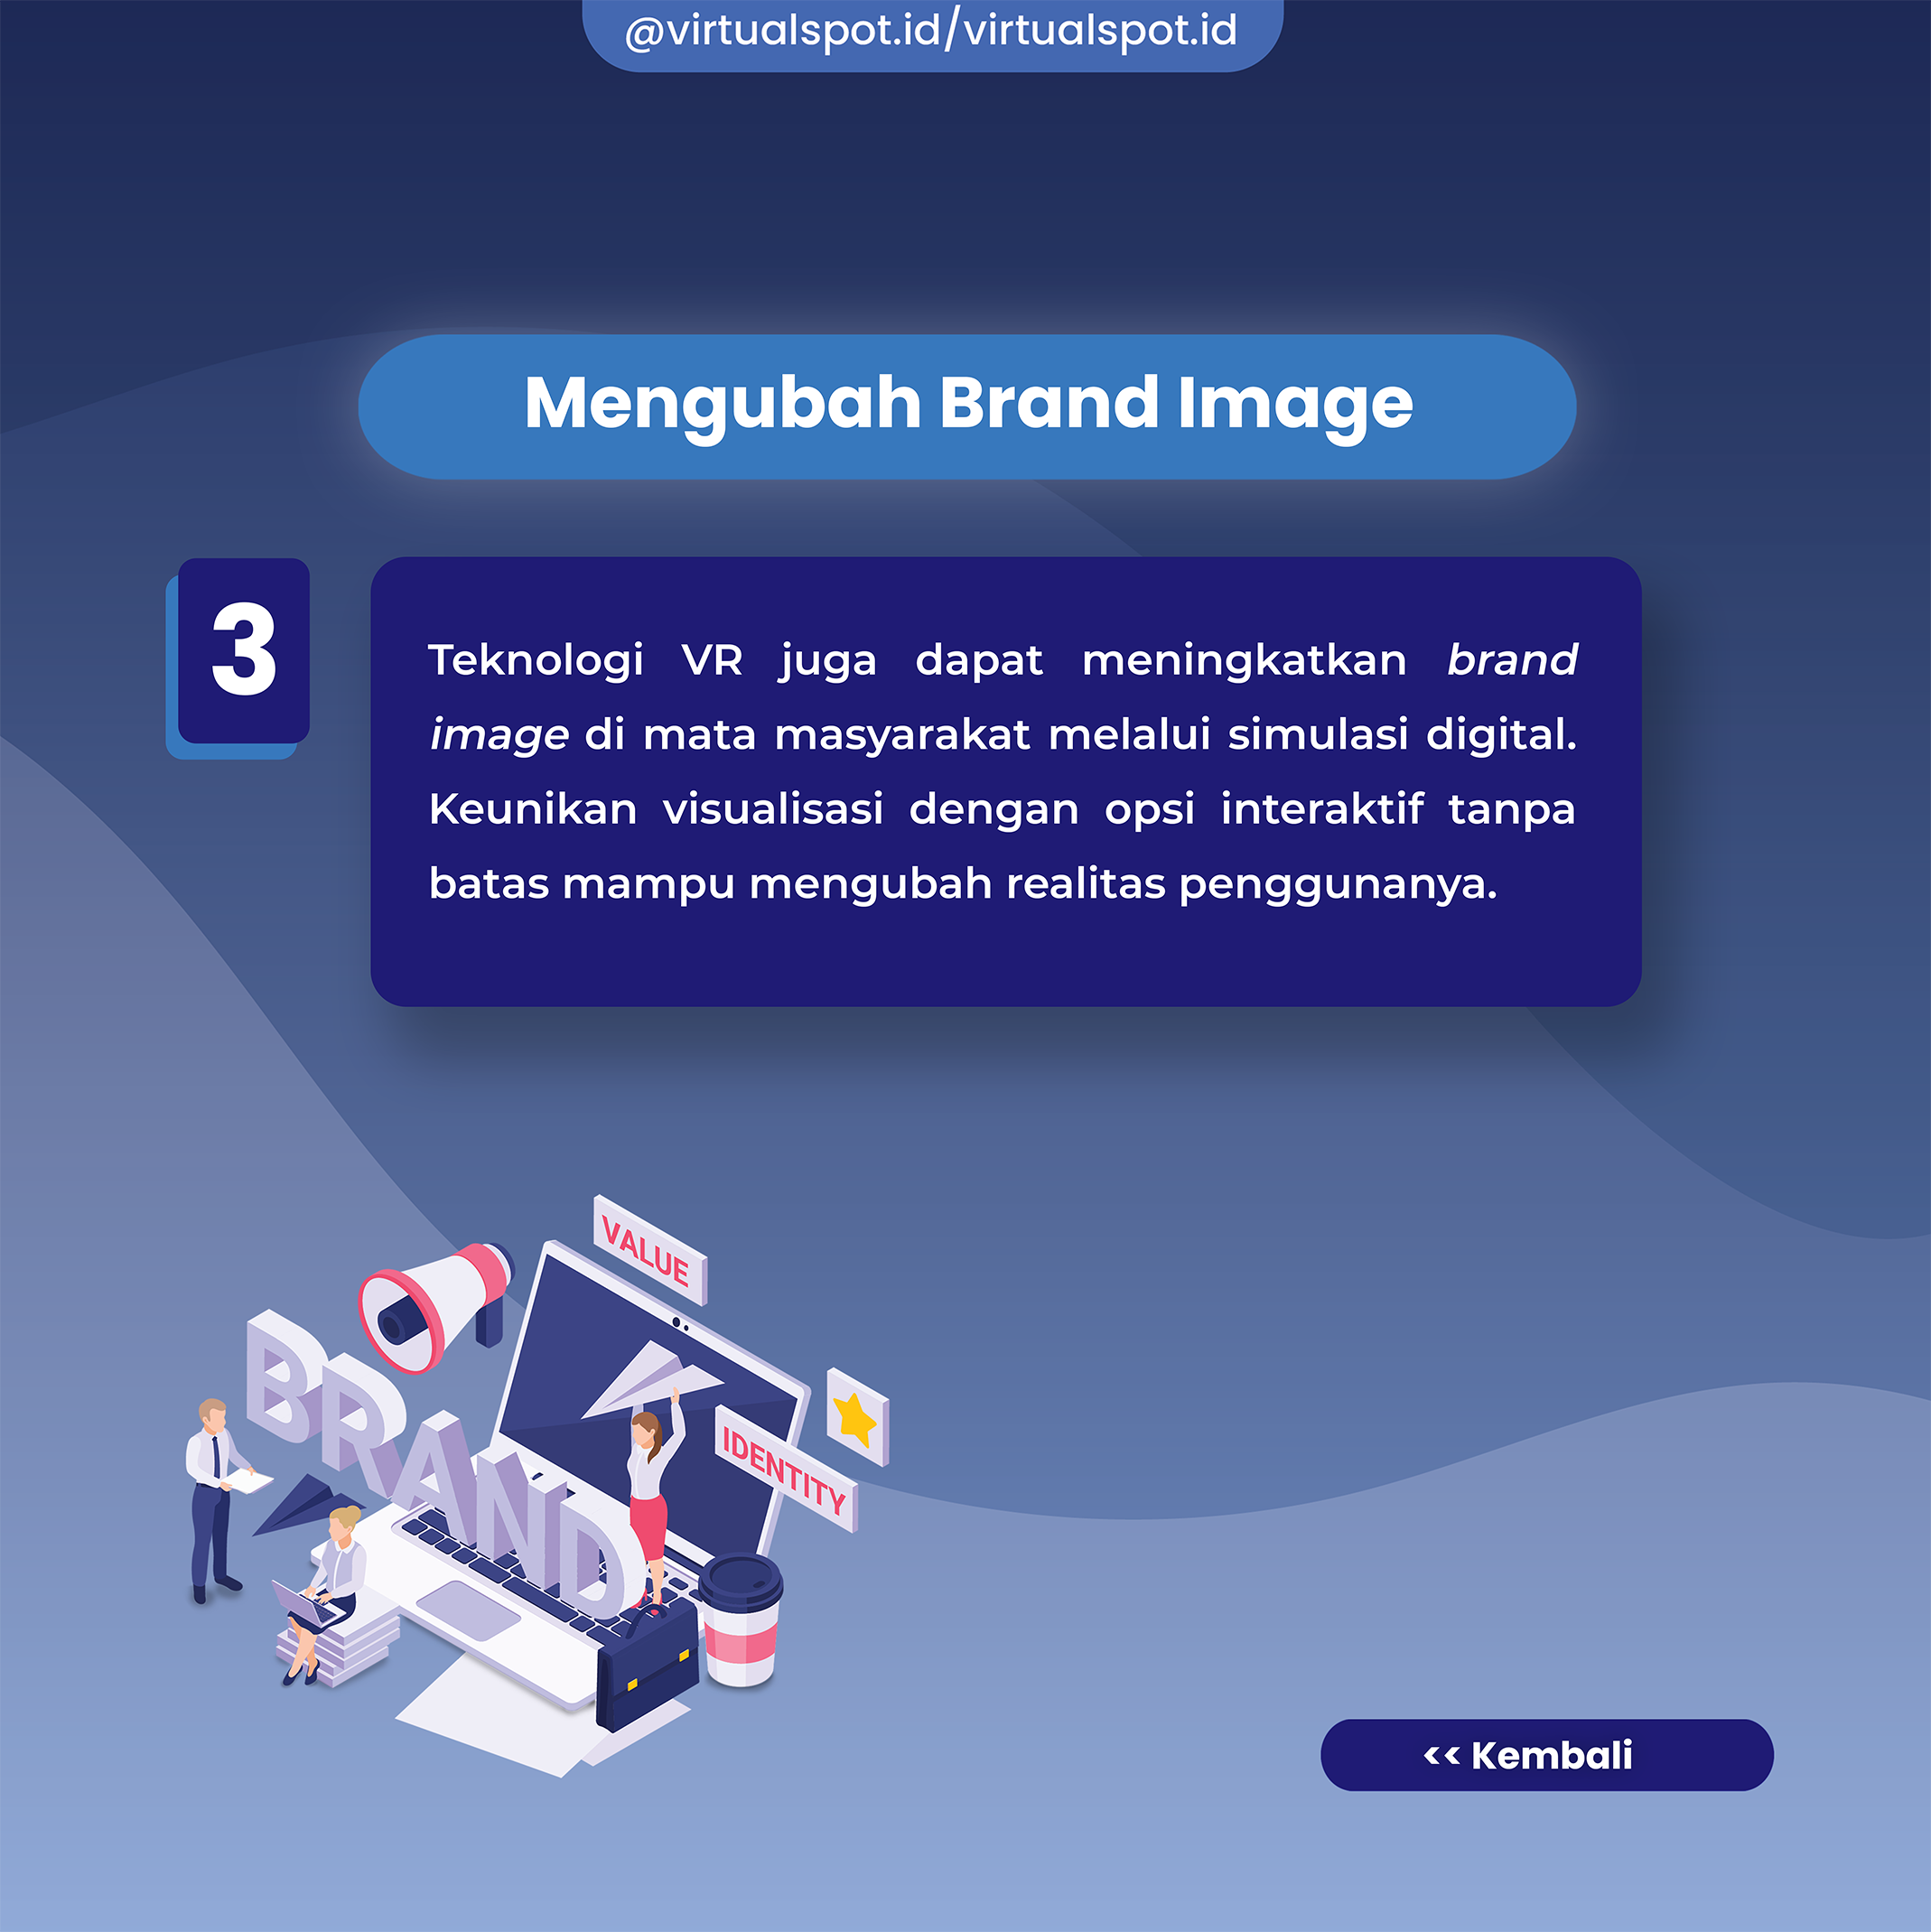 @virtualspot.id/virtualspot.id
Mengubah Brand Image
3
Teknologi VR juga dapat meningkatkan brand
image di mata masyarakat melalui simulasi digital.
Keunikan visualisasi dengan opsi interaktif tanpa
batas mampu mengubah realitas penggunanya.
VALUE
BRAND
IDENTITY
<< Kembali